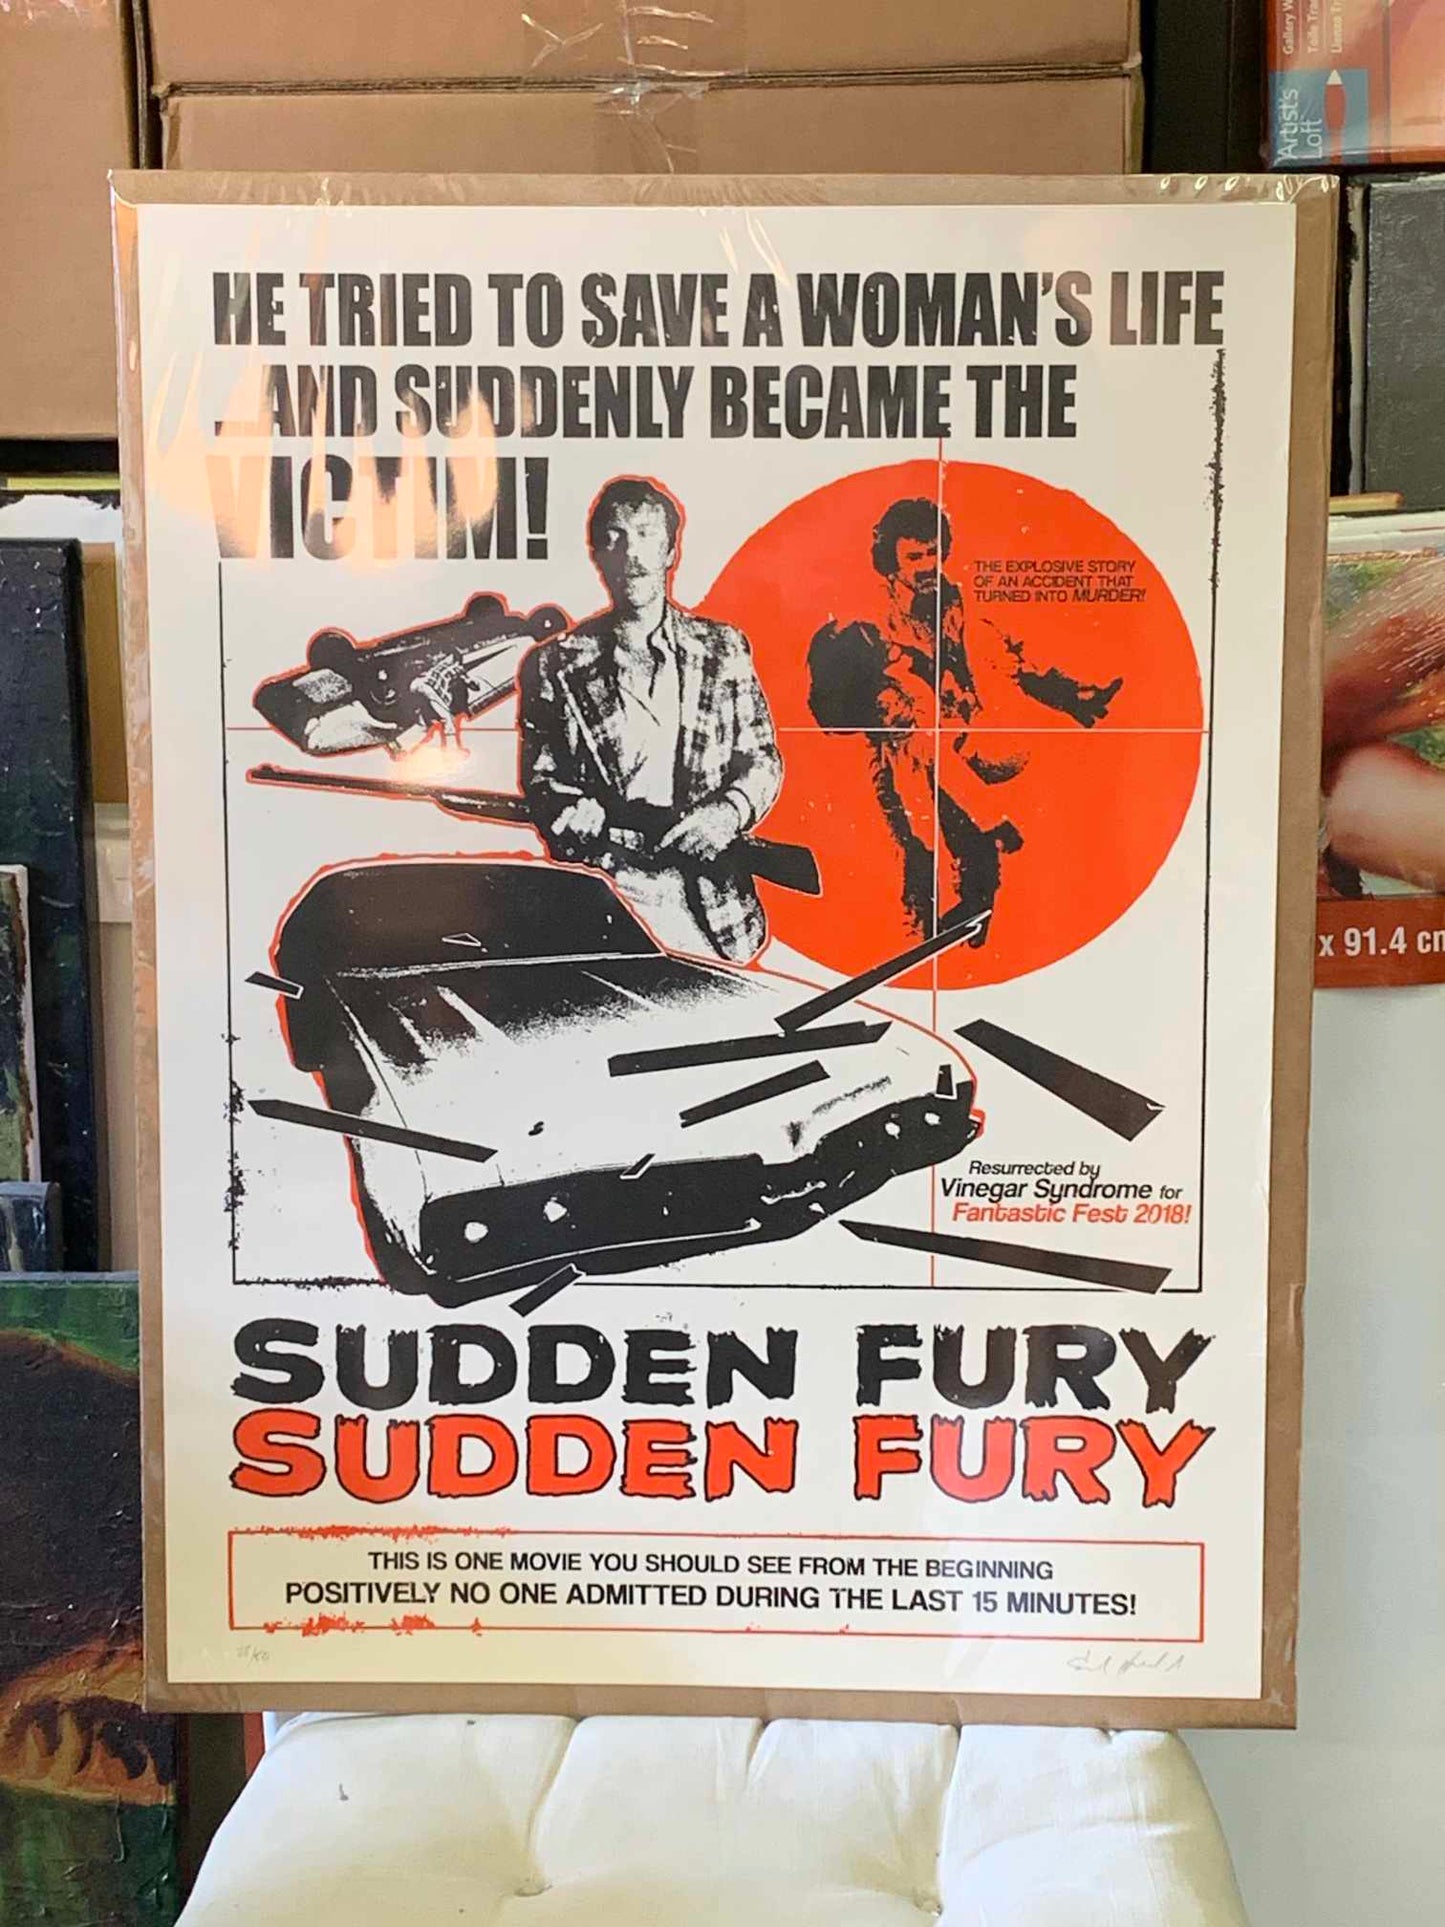 Gallery W
Artist's
Loft
HE TRIED TO SAVE A WOMAN'S LIFE
...AND SUDDENLY BECAME THE
VICTIM!
THE EXPLOSIVE STORY
OF AN ACCIDENT THAT
TURNED INTO MURDER!
x 91.4 cm
Resurrected by
Vinegar Syndrome for
Fantastic Fest 2018!
SUDDEN FURY
SUDDEN FURY
THIS IS ONE MOVIE YOU SHOULD SEE FROM THE BEGINNING
POSITIVELY NO ONE ADMITTED DURING THE LAST 15 MINUTES!